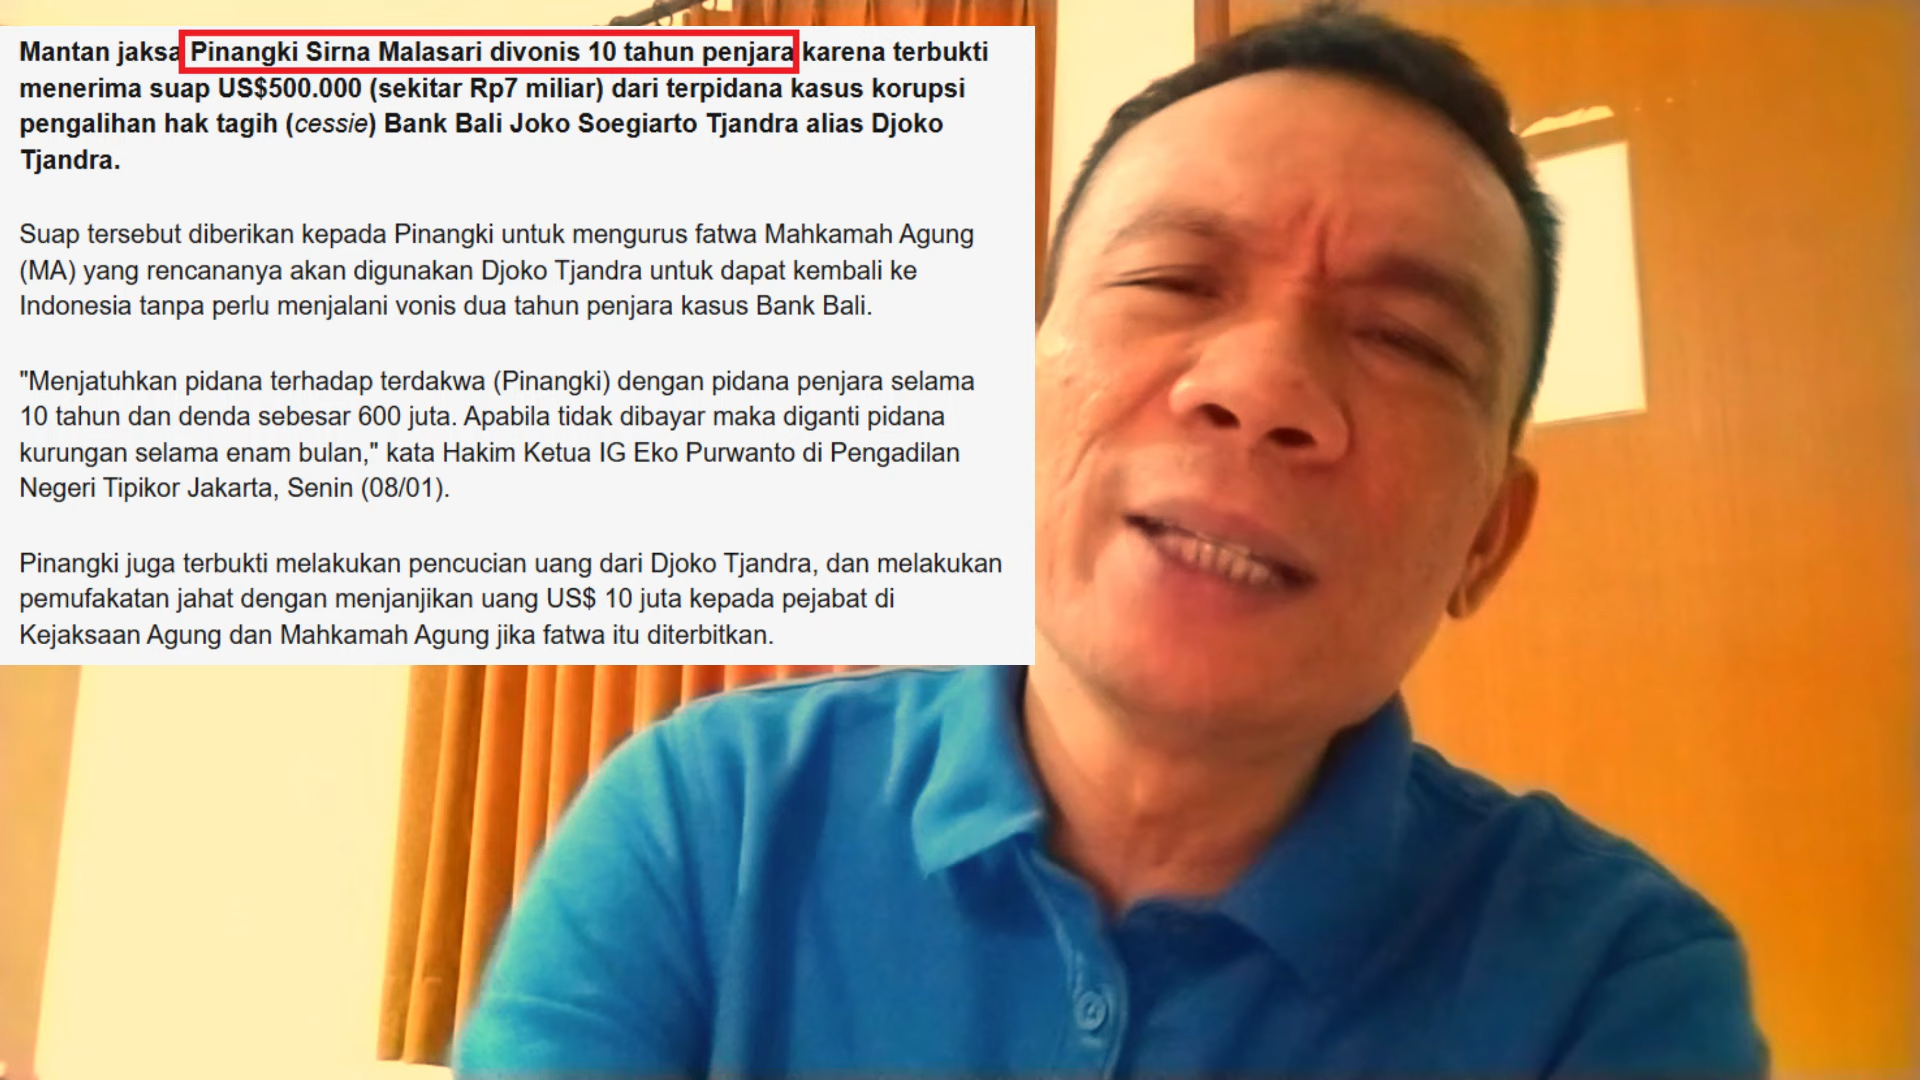 Mantan jaksa Pinangki Sirna Malasari divonis 10 tahun penjara karena terbukti
menerima suap US$500.000 (sekitar Rp7 miliar) dari terpidana kasus korupsi
pengalihan hak tagih (cessie) Bank Bali Joko Soegiarto Tjandra alias Djoko
Tjandra.
Suap tersebut diberikan kepada Pinangki untuk mengurus fatwa Mahkamah Agung
(MA) yang rencananya akan digunakan Djoko Tjandra untuk dapat kembali ke
Indonesia tanpa perlu menjalani vonis dua tahun penjara kasus Bank Bali.
"Menjatuhkan pidana terhadap terdakwa (Pinangki) dengan pidana penjara selama
10 tahun dan denda sebesar 600 juta. Apabila tidak dibayar maka diganti pidana
kurungan selama enam bulan," kata Hakim Ketua IG Eko Purwanto di Pengadilan
Negeri Tipikor Jakarta, Senin (08/01).
Pinangki juga terbukti melakukan pencucian uang dari Djoko Tjandra, dan melakukan
pemufakatan jahat dengan menjanjikan uang US$ 10 juta kepada pejabat di
Kejaksaan Agung dan Mahkamah Agung jika fatwa itu diterbitkan.